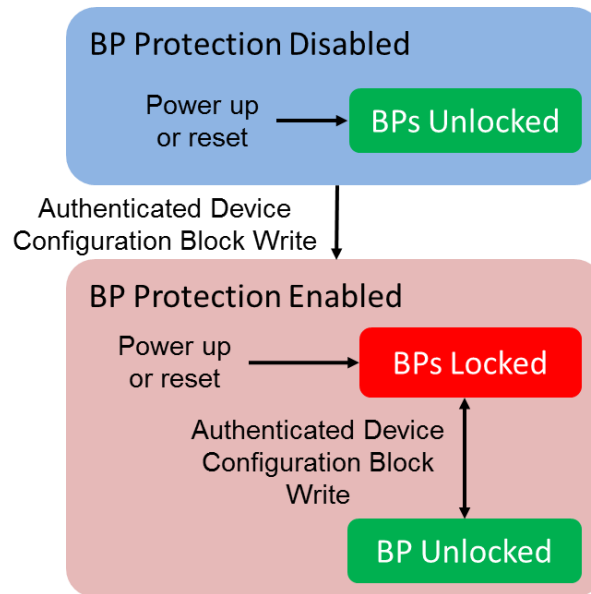 BP Protection Disabled
Power up
or reset
BPs Unlocked
Authenticated Device
Configuration Block Write
BP Protection Enabled
Power up
or reset
BPs Locked
Authenticated Device
Configuration Block
Write
BP Unlocked